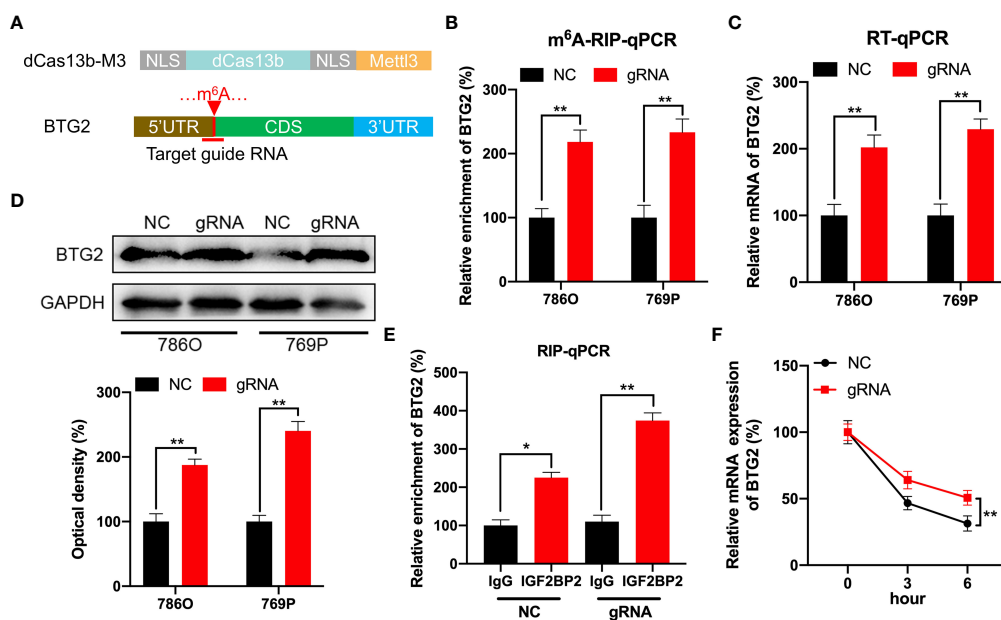 A
dCas13b-M3
NLS dCas13b NLS Mettl3
...m⁶A...
BTG2
5'UTR CDS 3'UTR
Target guide RNA
B
m⁶A-RIP-qPCR
NC gRNA
Relative enrichment of BTG2 (%)
300
200
100
0
** **
786O 769P
C
RT-qPCR
NC gRNA
Relative mRNA of BTG2 (%)
300
200
100
0
** **
786O 769P
D
NC gRNA NC gRNA
BTG2
GAPDH
786O 769P
NC gRNA
Optical density (%)
300
200
100
0
** **
786O 769P
E
RIP-qPCR
Relative enrichment of BTG2 (%)
500
400
300
200
100
0
* **
IgG IGF2BP2 IgG IGF2BP2
NC gRNA
F
NC
gRNA
Relative mRNA expression
of BTG2 (%)
150
100
50
0
**
0 3 6
hour